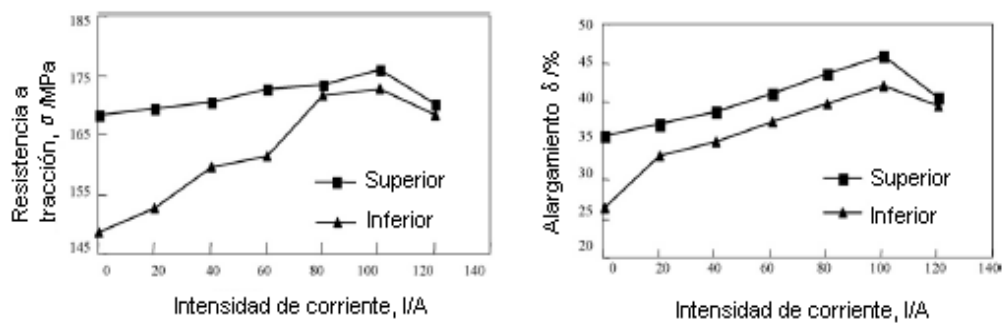 Resistencia a
tracción, σ /MPa
185
175
165
155
145
Superior
Inferior
0 20 40 60 80 100 120 140
Intensidad de corriente, I/A
Alargamiento δ /%
50
45
40
35
30
25
20
Superior
Inferior
0 20 40 60 80 100 120 1400
Intensidad de corriente, I/A